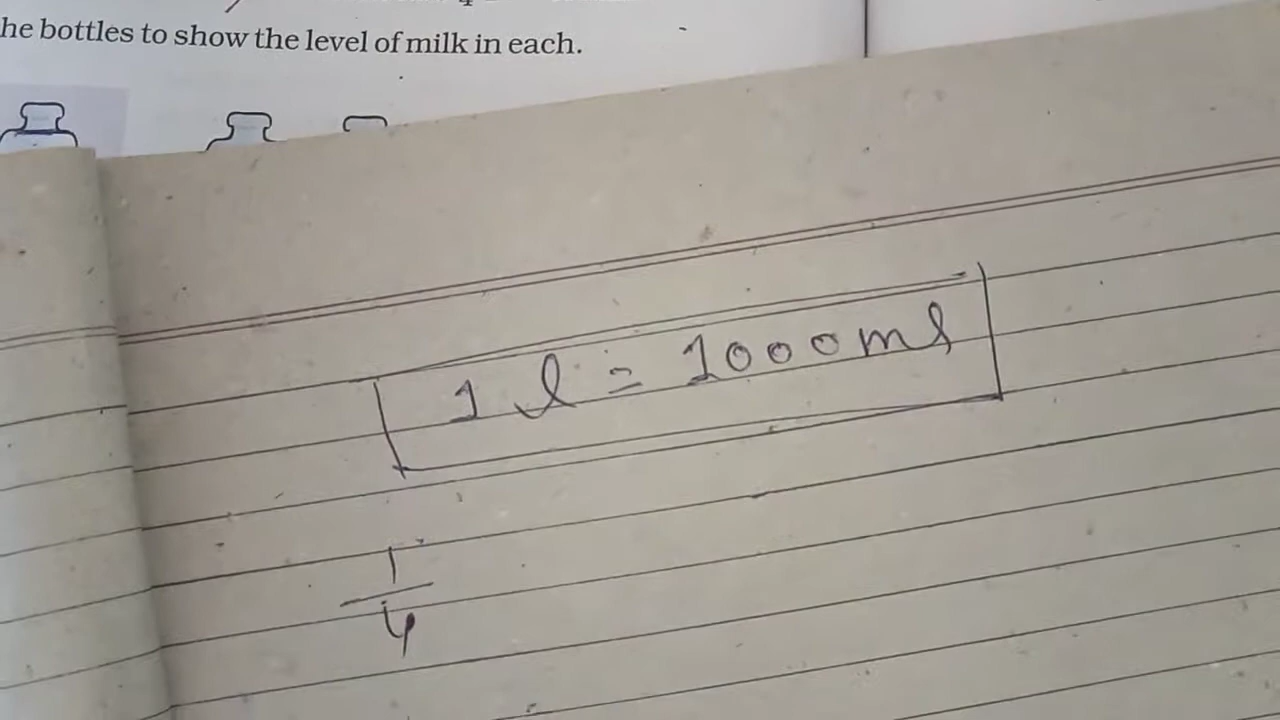 he bottles to show the level of milk in each.
1 l = 1000 ml
1
4